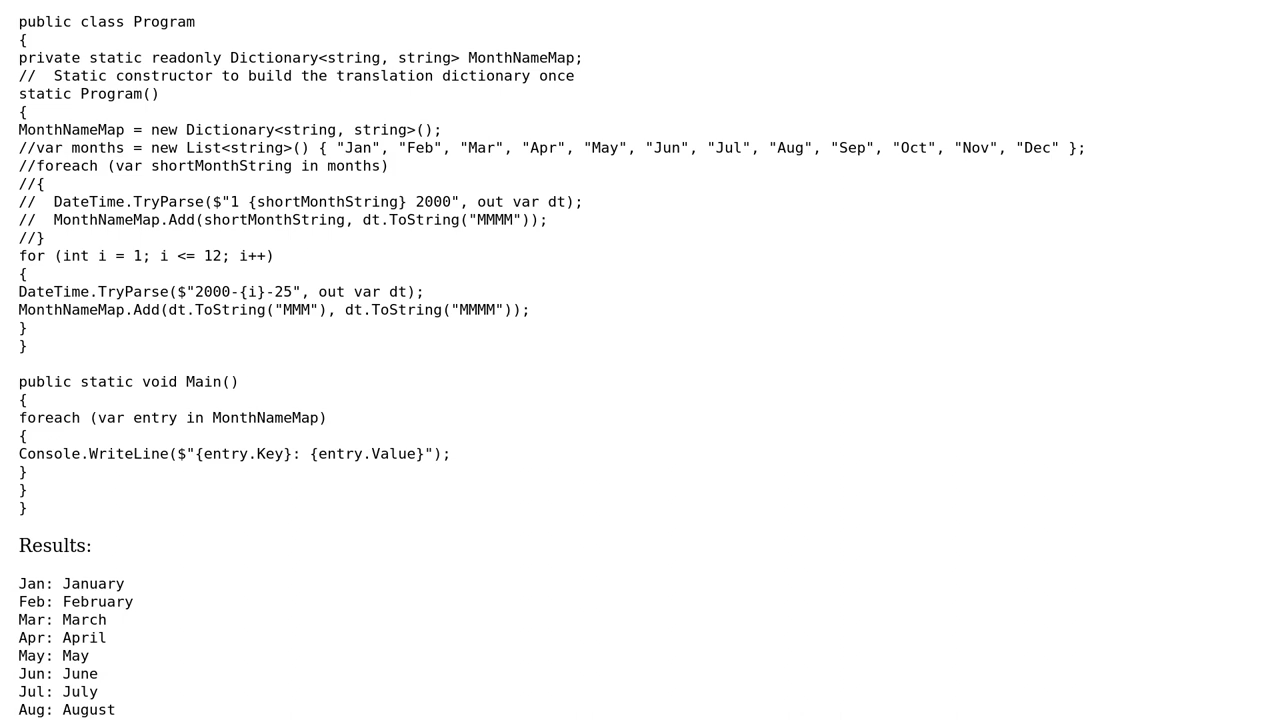 public class Program
{
private static readonly Dictionary<string, string> MonthNameMap;
//  Static constructor to build the translation dictionary once
static Program()
{
MonthNameMap = new Dictionary<string, string>();
//var months = new List<string>() { "Jan", "Feb", "Mar", "Apr", "May", "Jun", "Jul", "Aug", "Sep", "Oct", "Nov", "Dec" };
//foreach (var shortMonthString in months)
//{
//  DateTime.TryParse($"1 {shortMonthString} 2000", out var dt);
//  MonthNameMap.Add(shortMonthString, dt.ToString("MMMM"));
//}
for (int i = 1; i <= 12; i++)
{
DateTime.TryParse($"2000-{i}-25", out var dt);
MonthNameMap.Add(dt.ToString("MMM"), dt.ToString("MMMM"));
}
}

public static void Main()
{
foreach (var entry in MonthNameMap)
{
Console.WriteLine($"{entry.Key}: {entry.Value}");
}
}
}
Results:
Jan: January
Feb: February
Mar: March
Apr: April
May: May
Jun: June
Jul: July
Aug: August